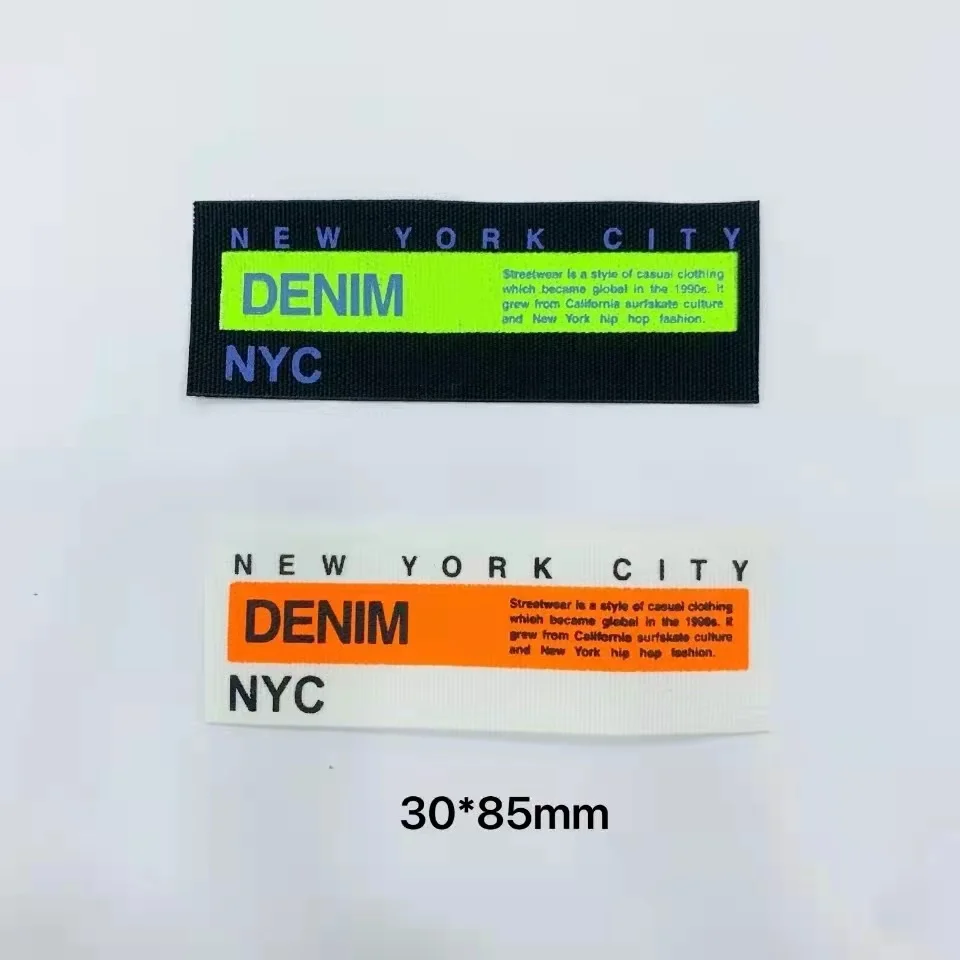 NEW YORK CITY
DENIM
Streetwear is a style of casual clothing
which became global in the 1990s. It
grew from California surfskate culture
and New York hip hop fashion.
NYC
NEW YORK CITY
DENIM
Streetwear is a style of casual clothing
which became global in the 1990s. It
grew from California surfskate culture
and New York hip hop fashion.
NYC
30*85mm